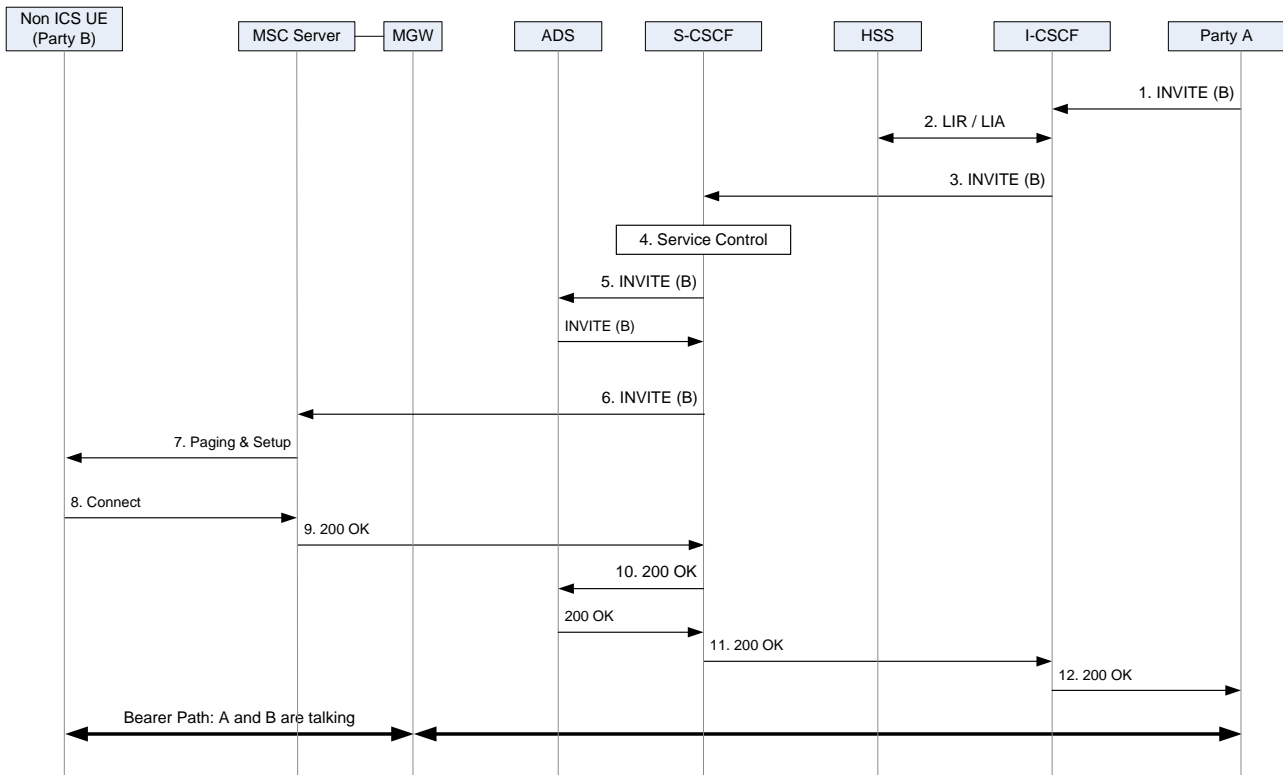 Non ICS UE
(Party B)
MSC Server
MGW
ADS
S-CSCF
HSS
I-CSCF
Party A
1. INVITE (B)
2. LIR / LIA
3. INVITE (B)
4. Service Control
5. INVITE (B)
INVITE (B)
6. INVITE (B)
7. Paging & Setup
8. Connect
9. 200 OK
10. 200 OK
200 OK
11. 200 OK
12. 200 OK
Bearer Path: A and B are talking